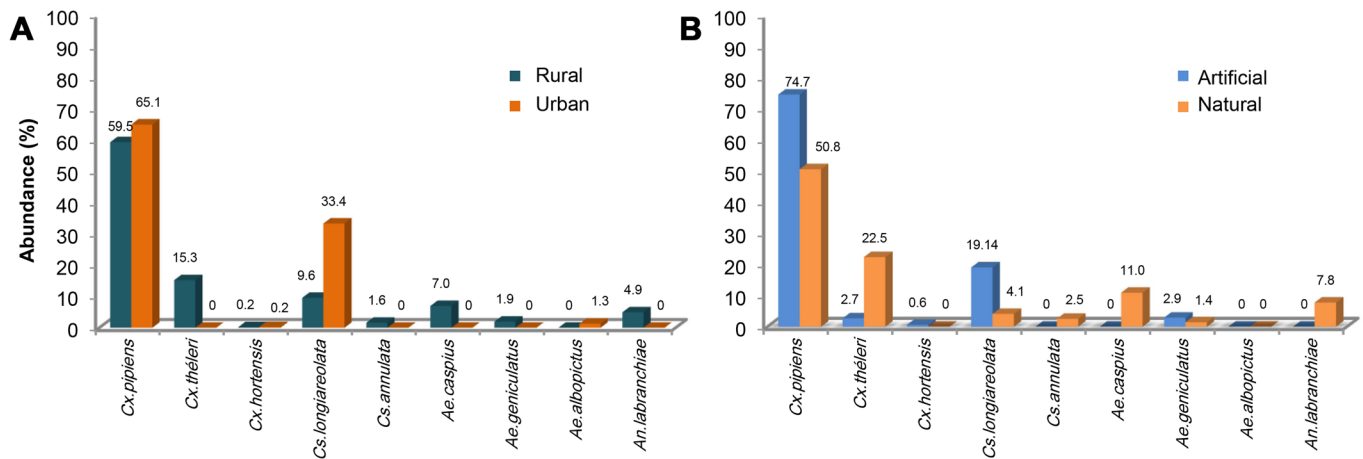 A
Abundance (%)
100
90
80
70
60
50
40
30
20
10
0
59.5
65.1
15.3
0
0.2
0.2
9.6
33.4
1.6
0
7.0
0
1.9
0
0
1.3
4.9
0
Rural
Urban
Cx.pipiens
Cx.théleri
Cx.hortensis
Cs.longiareolata
Cs.annulata
Ae.caspius
Ae.geniculatus
Ae.albopictus
An.labranchiae
B
100
90
80
70
60
50
40
30
20
10
0
74.7
50.8
2.7
22.5
0.6
0
19.14
4.1
0
2.5
0
11.0
2.9
1.4
0
0
0
7.8
Artificial
Natural
Cx.pipiens
Cx.théleri
Cx.hortensis
Cs.longiareolata
Cs.annulata
Ae.caspius
Ae.geniculatus
Ae.albopictus
An.labranchiae